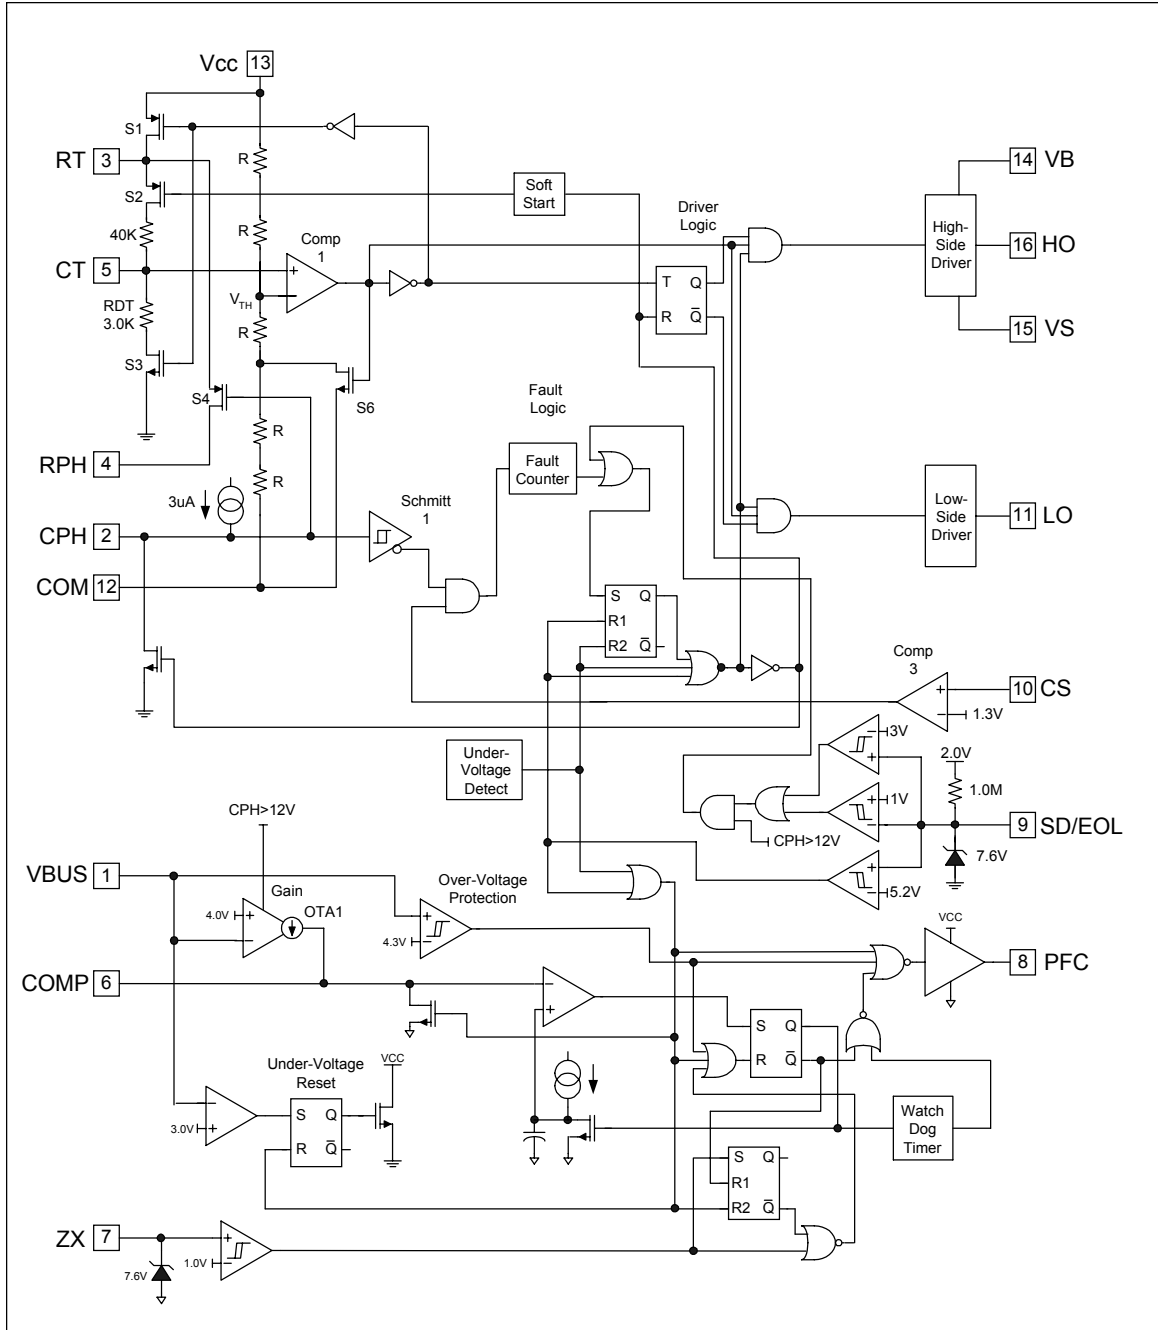 Vcc 13
S1
R
RT 3
14 VB
S2
Soft
Start
Driver
Logic
High-
Side
Driver
40K
R
Comp
1
16 HO
CT 5
+
T Q
VTH
−
RDT
3.0K
R
R Q̅
15 VS
S3
S4
S6
Fault
Logic
R
RPH 4
Fault
Counter
R
3uA
Schmitt
1
Low-
Side
Driver
11 LO
CPH 2
COM 12
S Q
R1
R2 Q̅
Comp
3
+
10 CS
−
1.3V
3V
−
+
Under-
Voltage
Detect
2.0V
1.0M
+
1V
−
9 SD/EOL
CPH>12V
CPH>12V
7.6V
VBUS 1
+
−
5.2V
Gain
Over-Voltage
Protection
4.0V
+
OTA1
−
+
4.3V
−
VCC
8 PFC
COMP 6
−
+
S Q
R Q̅
Under-Voltage
Reset
VCC
−
3.0V
+
S Q
R Q̅
Watch
Dog
Timer
S Q
R1
R2 Q̅
ZX 7
+
1.0V
−
7.6V